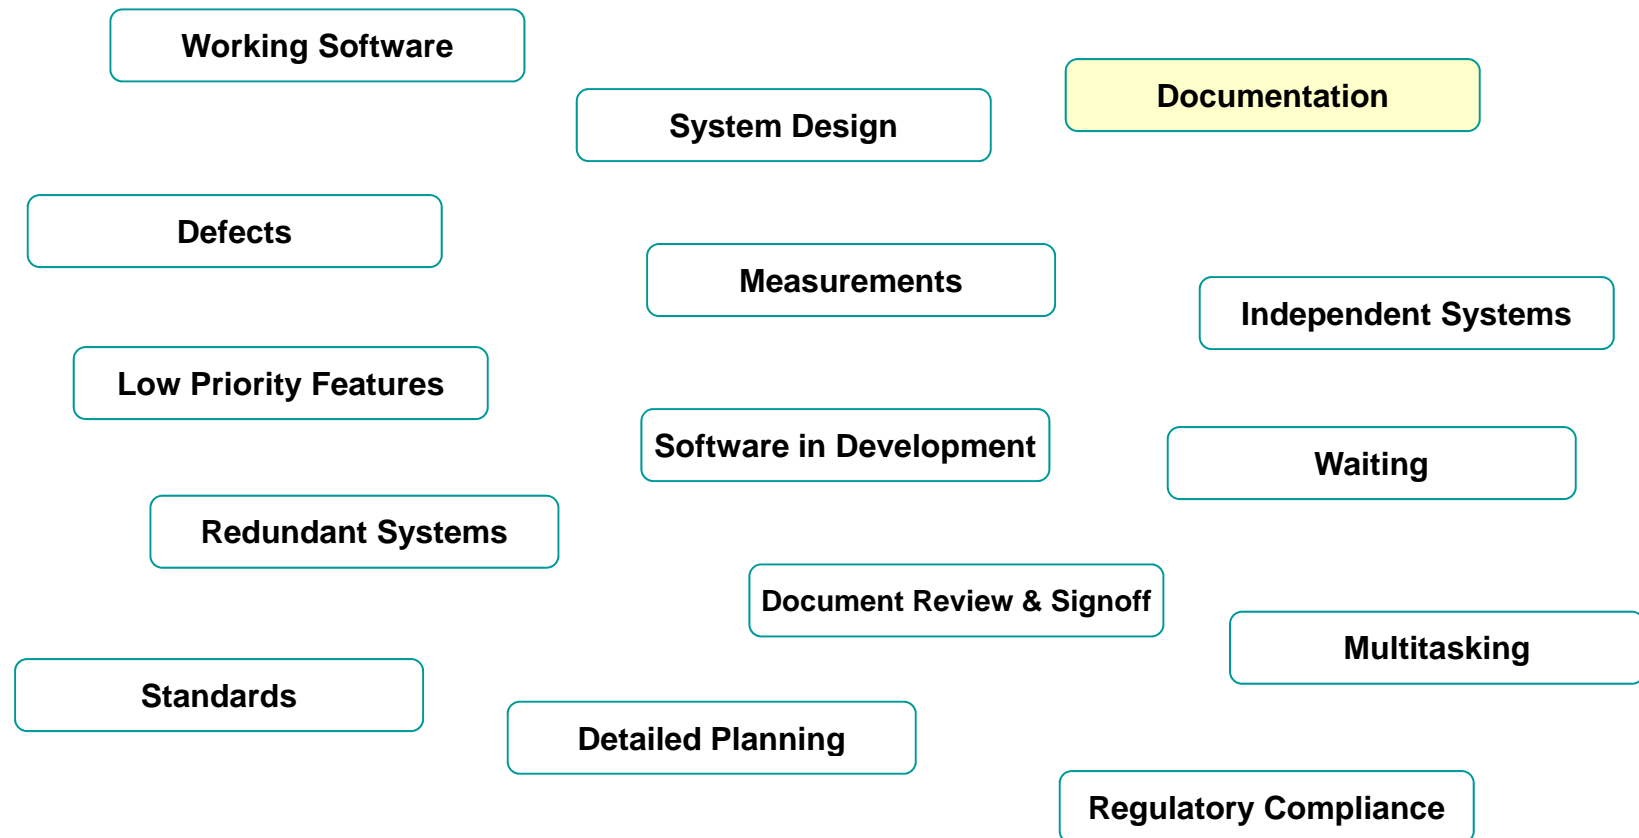 Working Software
System Design
Documentation
Defects
Measurements
Independent Systems
Low Priority Features
Software in Development
Waiting
Redundant Systems
Document Review & Signoff
Multitasking
Standards
Detailed Planning
Regulatory Compliance